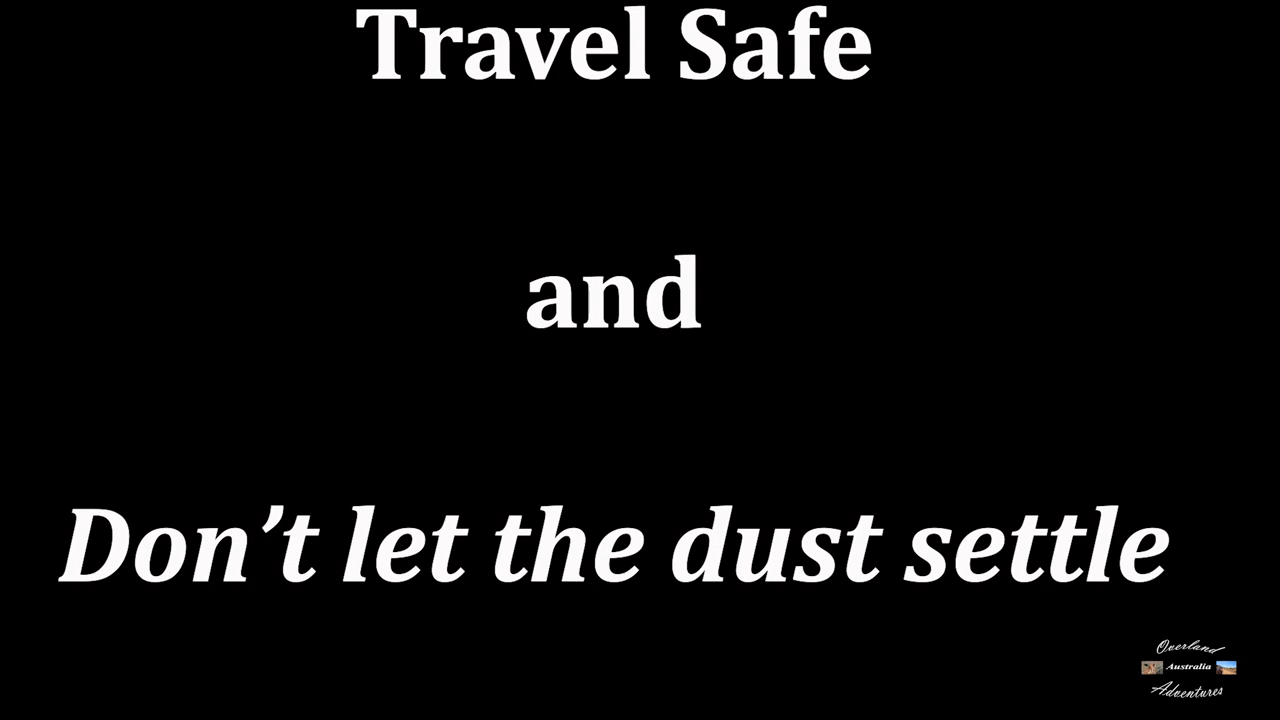 Travel Safe
and
Don’t let the dust settle
Overland
Australia
Adventures